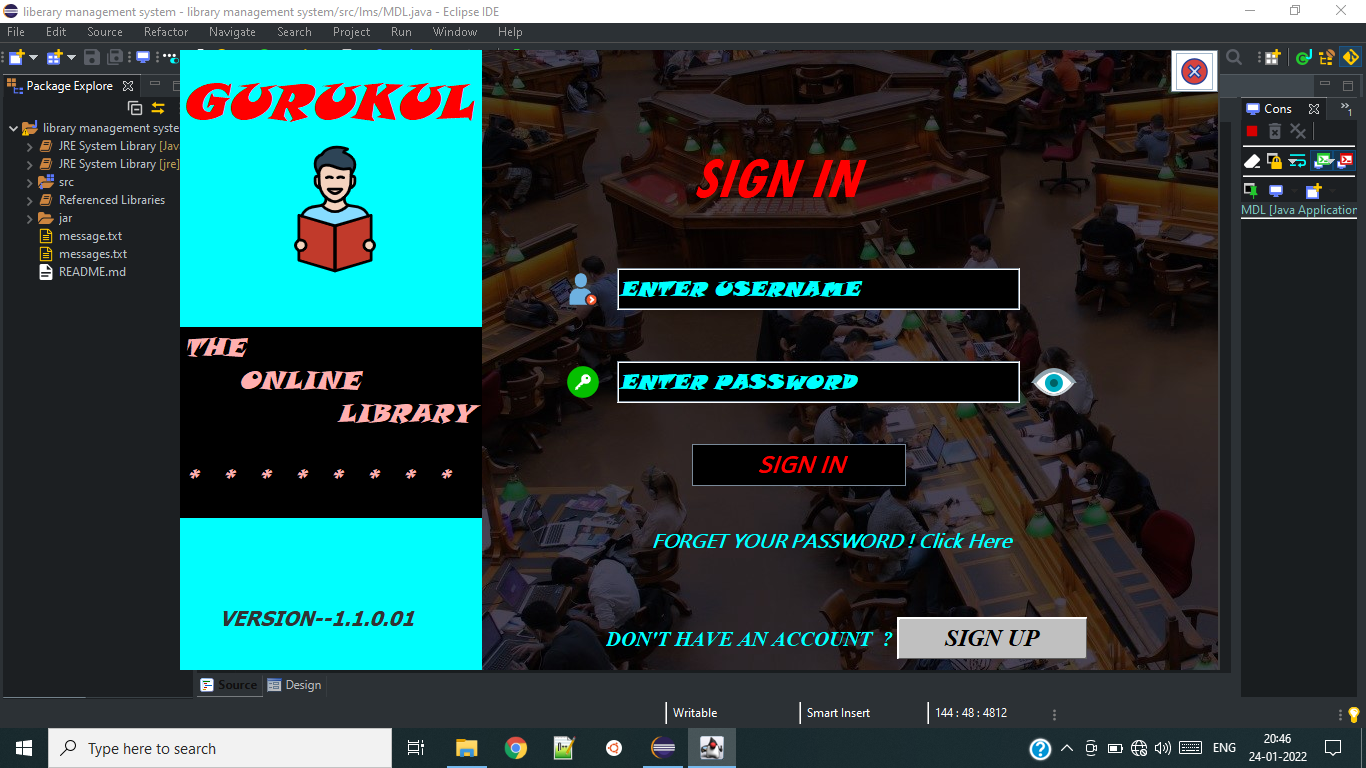 liberary management system - library management system/src/lms/MDL.java - Eclipse IDE
File Edit Source Refactor Navigate Search Project Run Window Help
Package Explorer
library management syste
JRE System Library [Jav
JRE System Library [jre]
src
Referenced Libraries
jar
message.txt
messages.txt
README.md
GURUKUL
THE
ONLINE
LIBRARY
* * * * * * * *
VERSION--1.1.0.01
SIGN IN
ENTER USERNAME
ENTER PASSWORD
SIGN IN
FORGET YOUR PASSWORD ! Click Here
DON'T HAVE AN ACCOUNT ? SIGN UP
Cons
»1
MDL [Java Application
Source Design
Writable Smart Insert 144 : 48 : 4812
Type here to search
ENG
20:46
24-01-2022